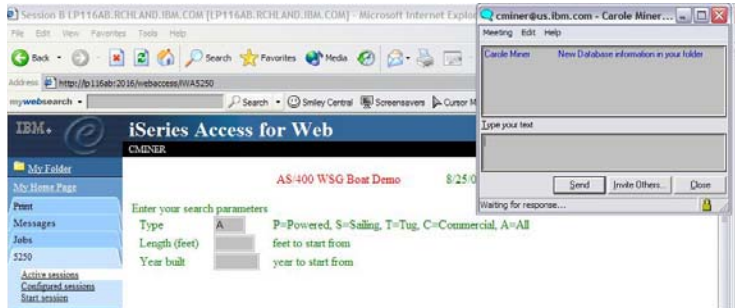 Session B LP116AB.RCHLAND.IBM.COM [LP116AB.RCHLAND.IBM.COM] - Microsoft Internet Explo
File Edit View Favorites Tools Help
Back Search Favorites Media
Address http://lp116abr:2016/webaccess/IWA5250
mywebsearch Search Smiley Central Screensavers Cursor M
cminer@us.ibm.com - Carole Miner...
Meeting Edit Help
Carole Miner New Database information in your folder
Type your text
Send Invite Others... Close
Waiting for response...
IBM iSeries Access for Web
CMINER
My Folder
My Home Page
Print
Messages
Jobs
5250
Active sessions
Configured sessions
Start session
AS/400 WSG Boat Demo 8/25/0
Enter your search parameters
Type A P=Powered, S=Sailing, T=Tug, C=Commercial, A=All
Length (feet) feet to start from
Year built year to start from